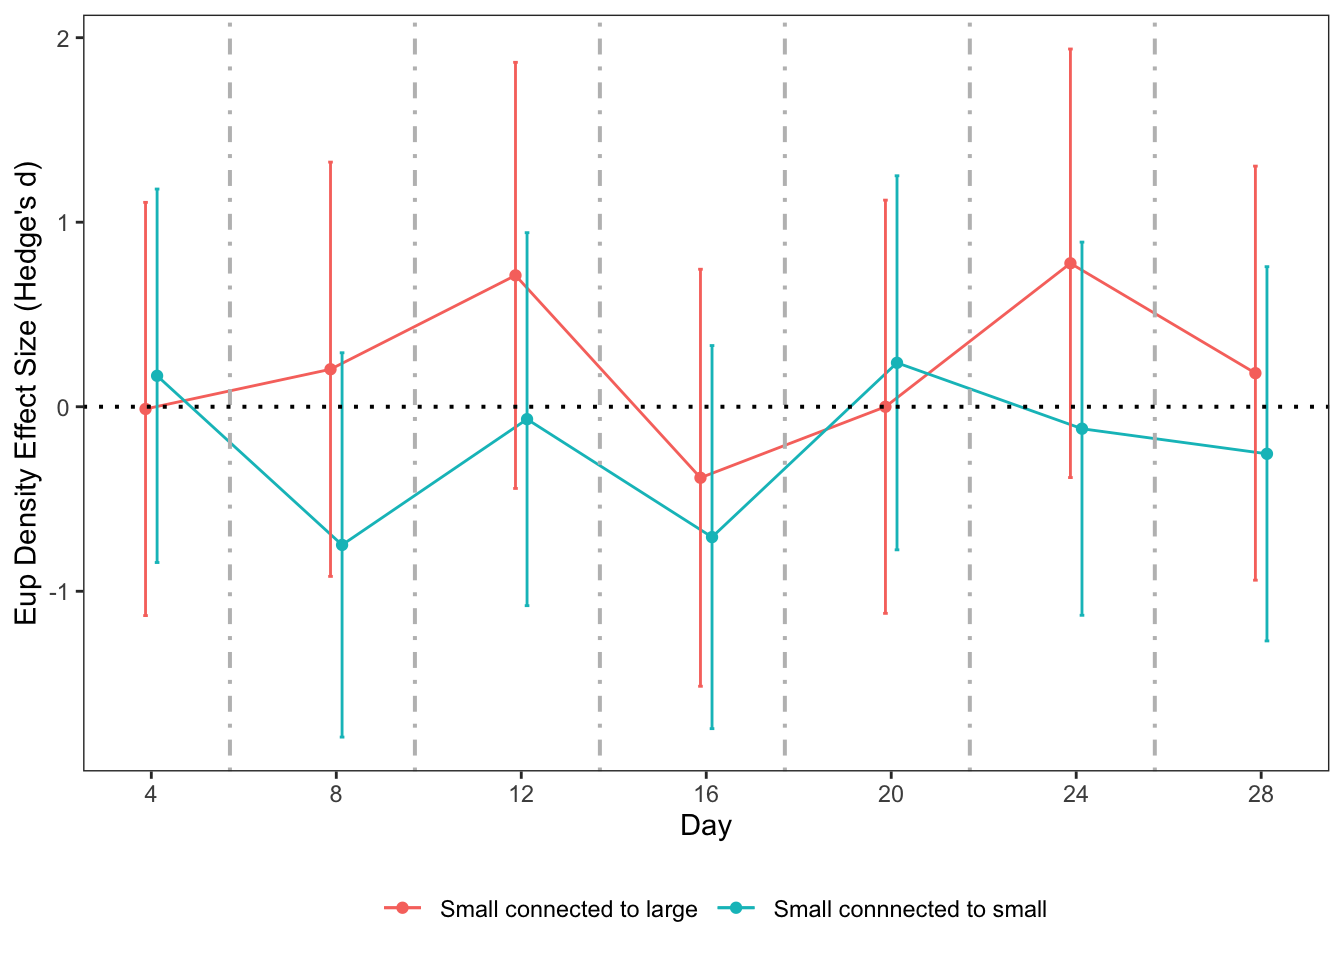 Eup Density Effect Size (Hedge's d)
2
1
0
-1
4 8 12 16 20 24 28
Day
Small connected to large Small connnected to small